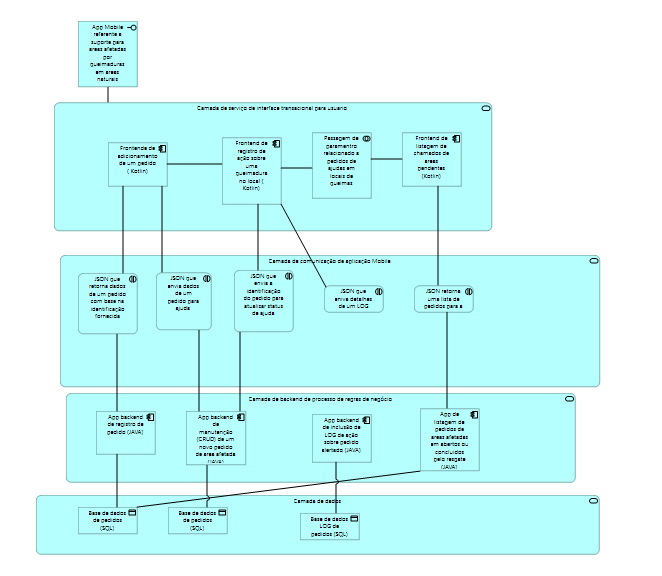 App Mobile
referente a
suporte para
areas afetadas
por
queimaduras
em areas
naturais
Camada de serviço de interface transacional para usuario
Frontende de
adicionamento
de um pedido
( Kotlin)
Frontend de
registro de
ação sobre
uma
queimadura
no local (
Kotlin)
Passagem de
paramentro
relacionado a
pedidos de
ajudas em
locais de
queimas
Frontend de
listagem de
chamados de
areas
pendentes
(Kotlin)
Camada de comunicação de aplicação Mobile
JSON que
retorna dados
de um pedido
com base na
identificação
fornecida
JSON que
envia dados
de um
pedido para
ajuda
JSON que
envia a
identificação
do pedido para
atualizar status
de ajuda
JSON que
envia detalhes
de um LOG
JSON retorna
uma lista de
pedidos para a
Camada de backend de processo de regras de negócio
App backend
de registro de
pedido (JAVA)
App backend
de
manutenção
(CRUD) de um
novo pedido
de area afetada
(JAVA)
App backend
de inclusão de
LOG de ação
sobre pedido
alertado (JAVA)
App de
listagem de
pedidos de
areas afetadas
em abertos ou
concluidos
pelo resgate
(JAVA)
Camada de dados
Base de dados
de pedidos
(SQL)
Base de dados
de pedidos
(SQL)
Base de dados
LOG de
pedidos (SQL)